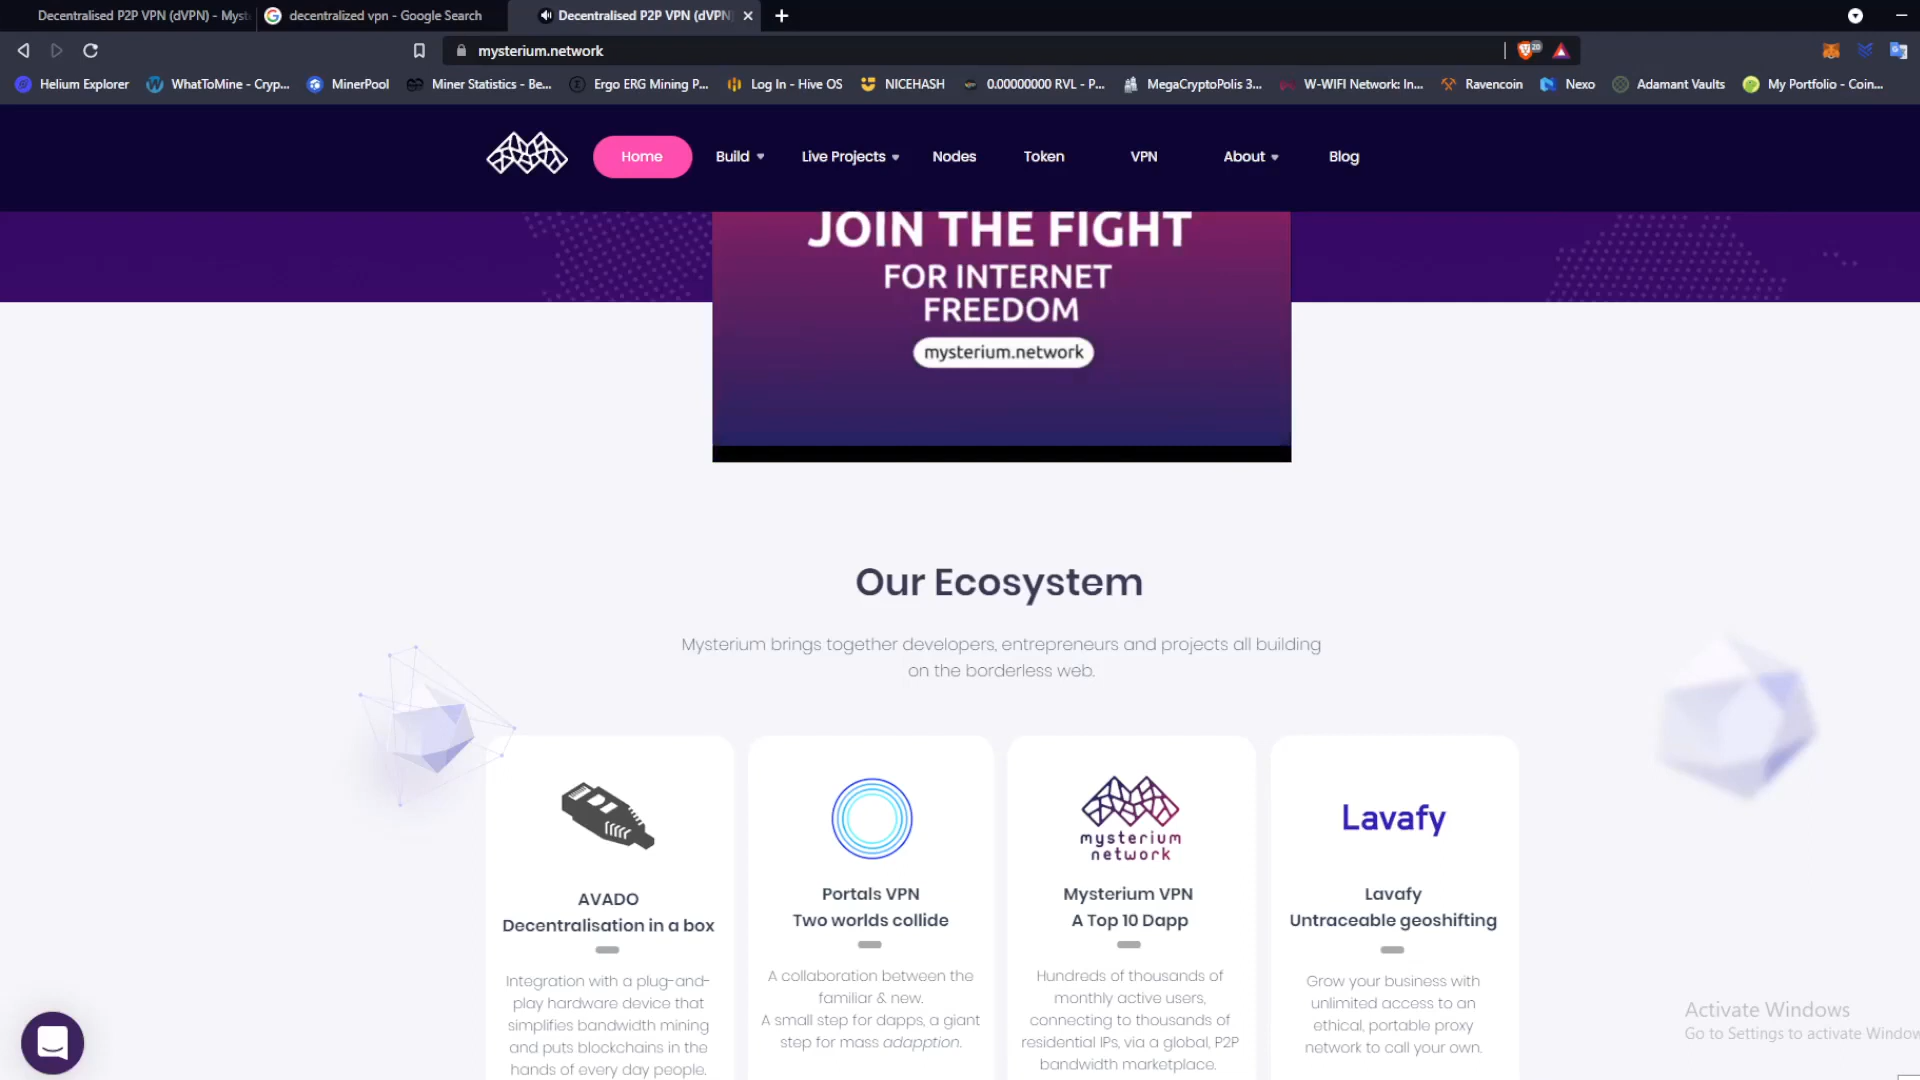 Decentralised P2P VPN (dVPN) - Myst
decentralized vpn - Google Search
Decentralised P2P VPN (dVPN)
mysterium.network
20
Helium Explorer
WhatToMine - Cryp...
MinerPool
Miner Statistics - Be...
Ergo ERG Mining P...
Log In - Hive OS
NICEHASH
0.00000000 RVL - P...
MegaCryptoPolis 3...
W-WIFI Network: In...
Ravencoin
Nexo
Adamant Vaults
My Portfolio - Coin...
Home
Build
Live Projects
Nodes
Token
VPN
About
Blog
JOIN THE FIGHT
FOR INTERNET
FREEDOM
mysterium.network
Our Ecosystem
Mysterium brings together developers, entrepreneurs and projects all building
on the borderless web.
AVADO
Decentralisation in a box
Integration with a plug-and-
play hardware device that
simplifies bandwidth mining
and puts blockchains in the
hands of every day people.
Portals VPN
Two worlds collide
A collaboration between the
familiar & new.
A small step for dapps, a giant
step for mass adapption.
mysterium
network
Mysterium VPN
A Top 10 Dapp
Hundreds of thousands of
monthly active users,
connecting to thousands of
residential IPs, via a global, P2P
bandwidth marketplace.
Lavafy
Lavafy
Untraceable geoshifting
Grow your business with
unlimited access to an
ethical, portable proxy
network to call your own.
Activate Windows
Go to Settings to activate Window